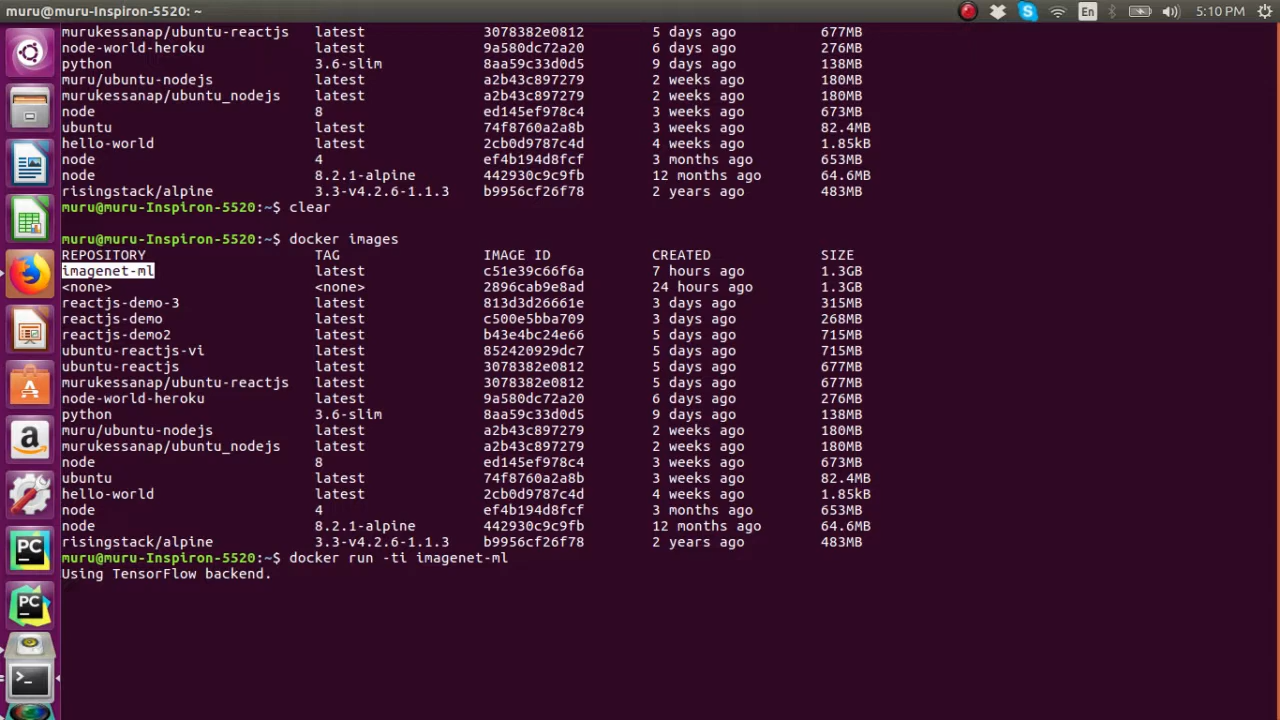 muru@muru-Inspiron-5520: ~ En 5:10 PM
murukessanap/ubuntu-reactjs latest 3078382e0812 5 days ago 677MB
node-world-heroku latest 9a580dc72a20 6 days ago 276MB
python 3.6-slim 8aa59c33d0d5 9 days ago 138MB
muru/ubuntu-nodejs latest a2b43c897279 2 weeks ago 180MB
murukessanap/ubuntu_nodejs latest a2b43c897279 2 weeks ago 180MB
node 8 ed145ef978c4 3 weeks ago 673MB
ubuntu latest 74f8760a2a8b 3 weeks ago 82.4MB
hello-world latest 2cb0d9787c4d 4 weeks ago 1.85kB
node 4 ef4b194d8fcf 3 months ago 653MB
node 8.2.1-alpine 442930c9c9fb 12 months ago 64.6MB
risingstack/alpine 3.3-v4.2.6-1.1.3 b9956cf26f78 2 years ago 483MB
muru@muru-Inspiron-5520:~$ clear
muru@muru-Inspiron-5520:~$ docker images
REPOSITORY TAG IMAGE ID CREATED SIZE
imagenet-ml latest c51e39c66f6a 7 hours ago 1.3GB
<none> <none> 2896cab9e8ad 24 hours ago 1.3GB
reactjs-demo-3 latest 813d3d26661e 3 days ago 315MB
reactjs-demo latest c500e5bba709 3 days ago 268MB
reactjs-demo2 latest b43e4bc24e66 5 days ago 715MB
ubuntu-reactjs-vi latest 852420929dc7 5 days ago 715MB
ubuntu-reactjs latest 3078382e0812 5 days ago 677MB
murukessanap/ubuntu-reactjs latest 3078382e0812 5 days ago 677MB
node-world-heroku latest 9a580dc72a20 6 days ago 276MB
python 3.6-slim 8aa59c33d0d5 9 days ago 138MB
muru/ubuntu-nodejs latest a2b43c897279 2 weeks ago 180MB
murukessanap/ubuntu_nodejs latest a2b43c897279 2 weeks ago 180MB
node 8 ed145ef978c4 3 weeks ago 673MB
ubuntu latest 74f8760a2a8b 3 weeks ago 82.4MB
hello-world latest 2cb0d9787c4d 4 weeks ago 1.85kB
node 4 ef4b194d8fcf 3 months ago 653MB
node 8.2.1-alpine 442930c9c9fb 12 months ago 64.6MB
risingstack/alpine 3.3-v4.2.6-1.1.3 b9956cf26f78 2 years ago 483MB
muru@muru-Inspiron-5520:~$ docker run -ti imagenet-ml
Using TensorFlow backend.
PC
PC